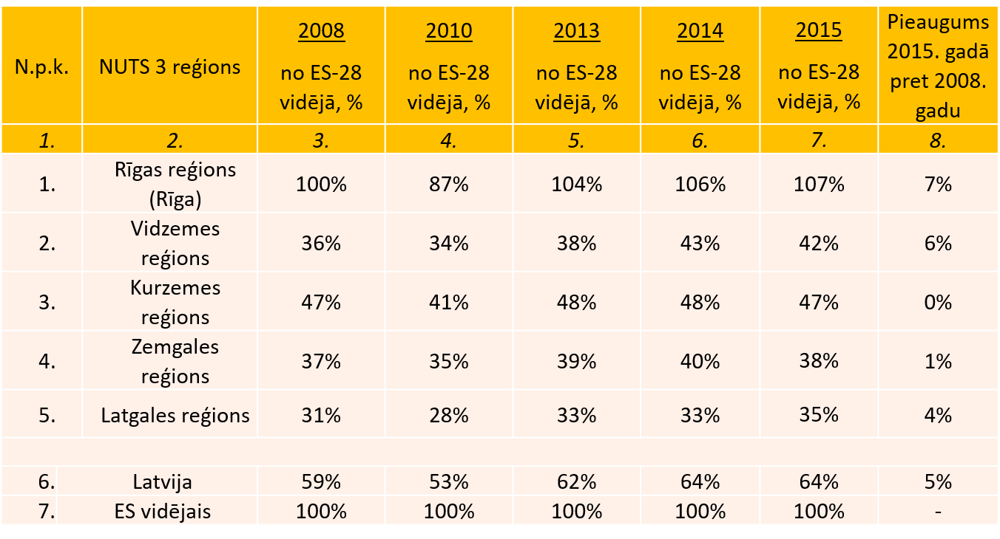 N.p.k. NUTS 3 reģions 2008 2010 2013 2014 2015 Pieaugums
no ES-28 no ES-28 no ES-28 no ES-28 no ES-28 2015. gadā
vidējā, % vidējā, % vidējā, % vidējā, % vidējā, % pret 2008.
gadu
1. 2. 3. 4. 5. 6. 7. 8.
1. Rīgas reģions 100% 87% 104% 106% 107% 7%
(Rīga)
2. Vidzemes 36% 34% 38% 43% 42% 6%
reģions
3. Kurzemes 47% 41% 48% 48% 47% 0%
reģions
4. Zemgales 37% 35% 39% 40% 38% 1%
reģions
5. Latgales reģions 31% 28% 33% 33% 35% 4%
6. Latvija 59% 53% 62% 64% 64% 5%
7. ES vidējais 100% 100% 100% 100% 100% -